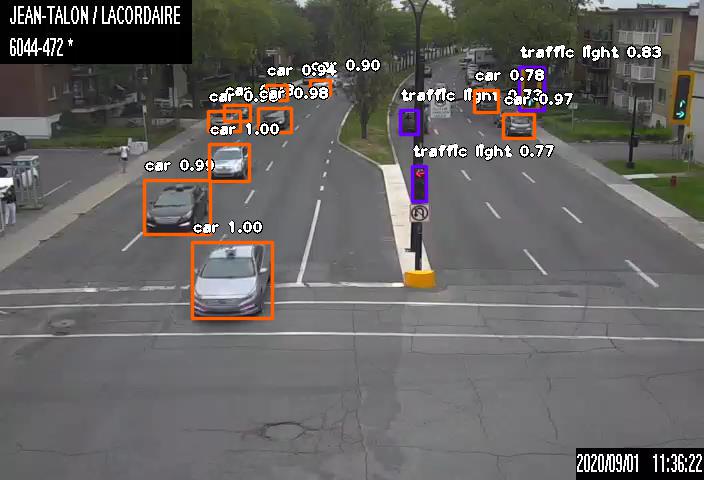 JEAN-TALON / LACORDAIRE
6044-472 *
traffic light 0.83
car 0.90
car 0.78
car 0.98
traffic light 0.73
car 0.97
car 1.00
traffic light 0.77
car 0.99
car 1.00
2020/09/01 11:36:22